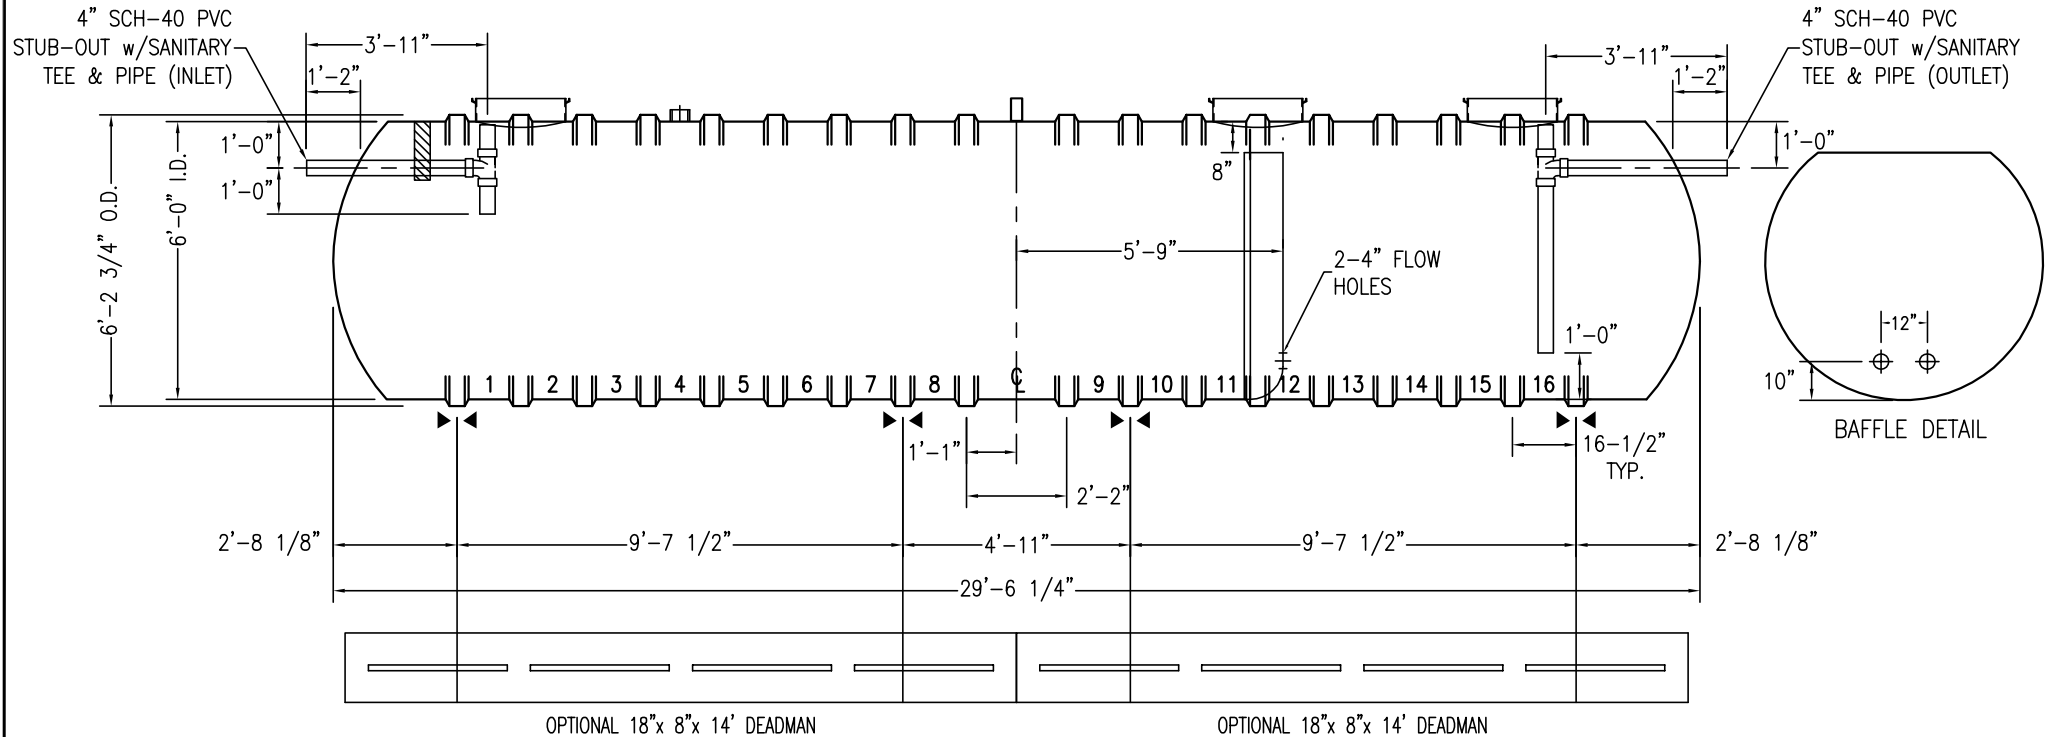 4" SCH-40 PVC
STUB-OUT w/SANITARY
TEE & PIPE (INLET)
3'-11"
1'-2"
4" SCH-40 PVC
STUB-OUT w/SANITARY
TEE & PIPE (OUTLET)
3'-11"
1'-2"
1'-0"
1'-0"
6'-2 3/4" O.D.
6'-0" I.D.
8"
1'-0"
5'-9"
2-4" FLOW
HOLES
1'-0"
12"
10"
BAFFLE DETAIL
1 2 3 4 5 6 7 8 CL 9 10 11 12 13 14 15 16
1'-1"
16-1/2"
TYP.
2'-2"
2'-8 1/8" 9'-7 1/2" 4'-11" 9'-7 1/2" 2'-8 1/8"
29'-6 1/4"
OPTIONAL 18"x 8"x 14' DEADMAN
OPTIONAL 18"x 8"x 14' DEADMAN